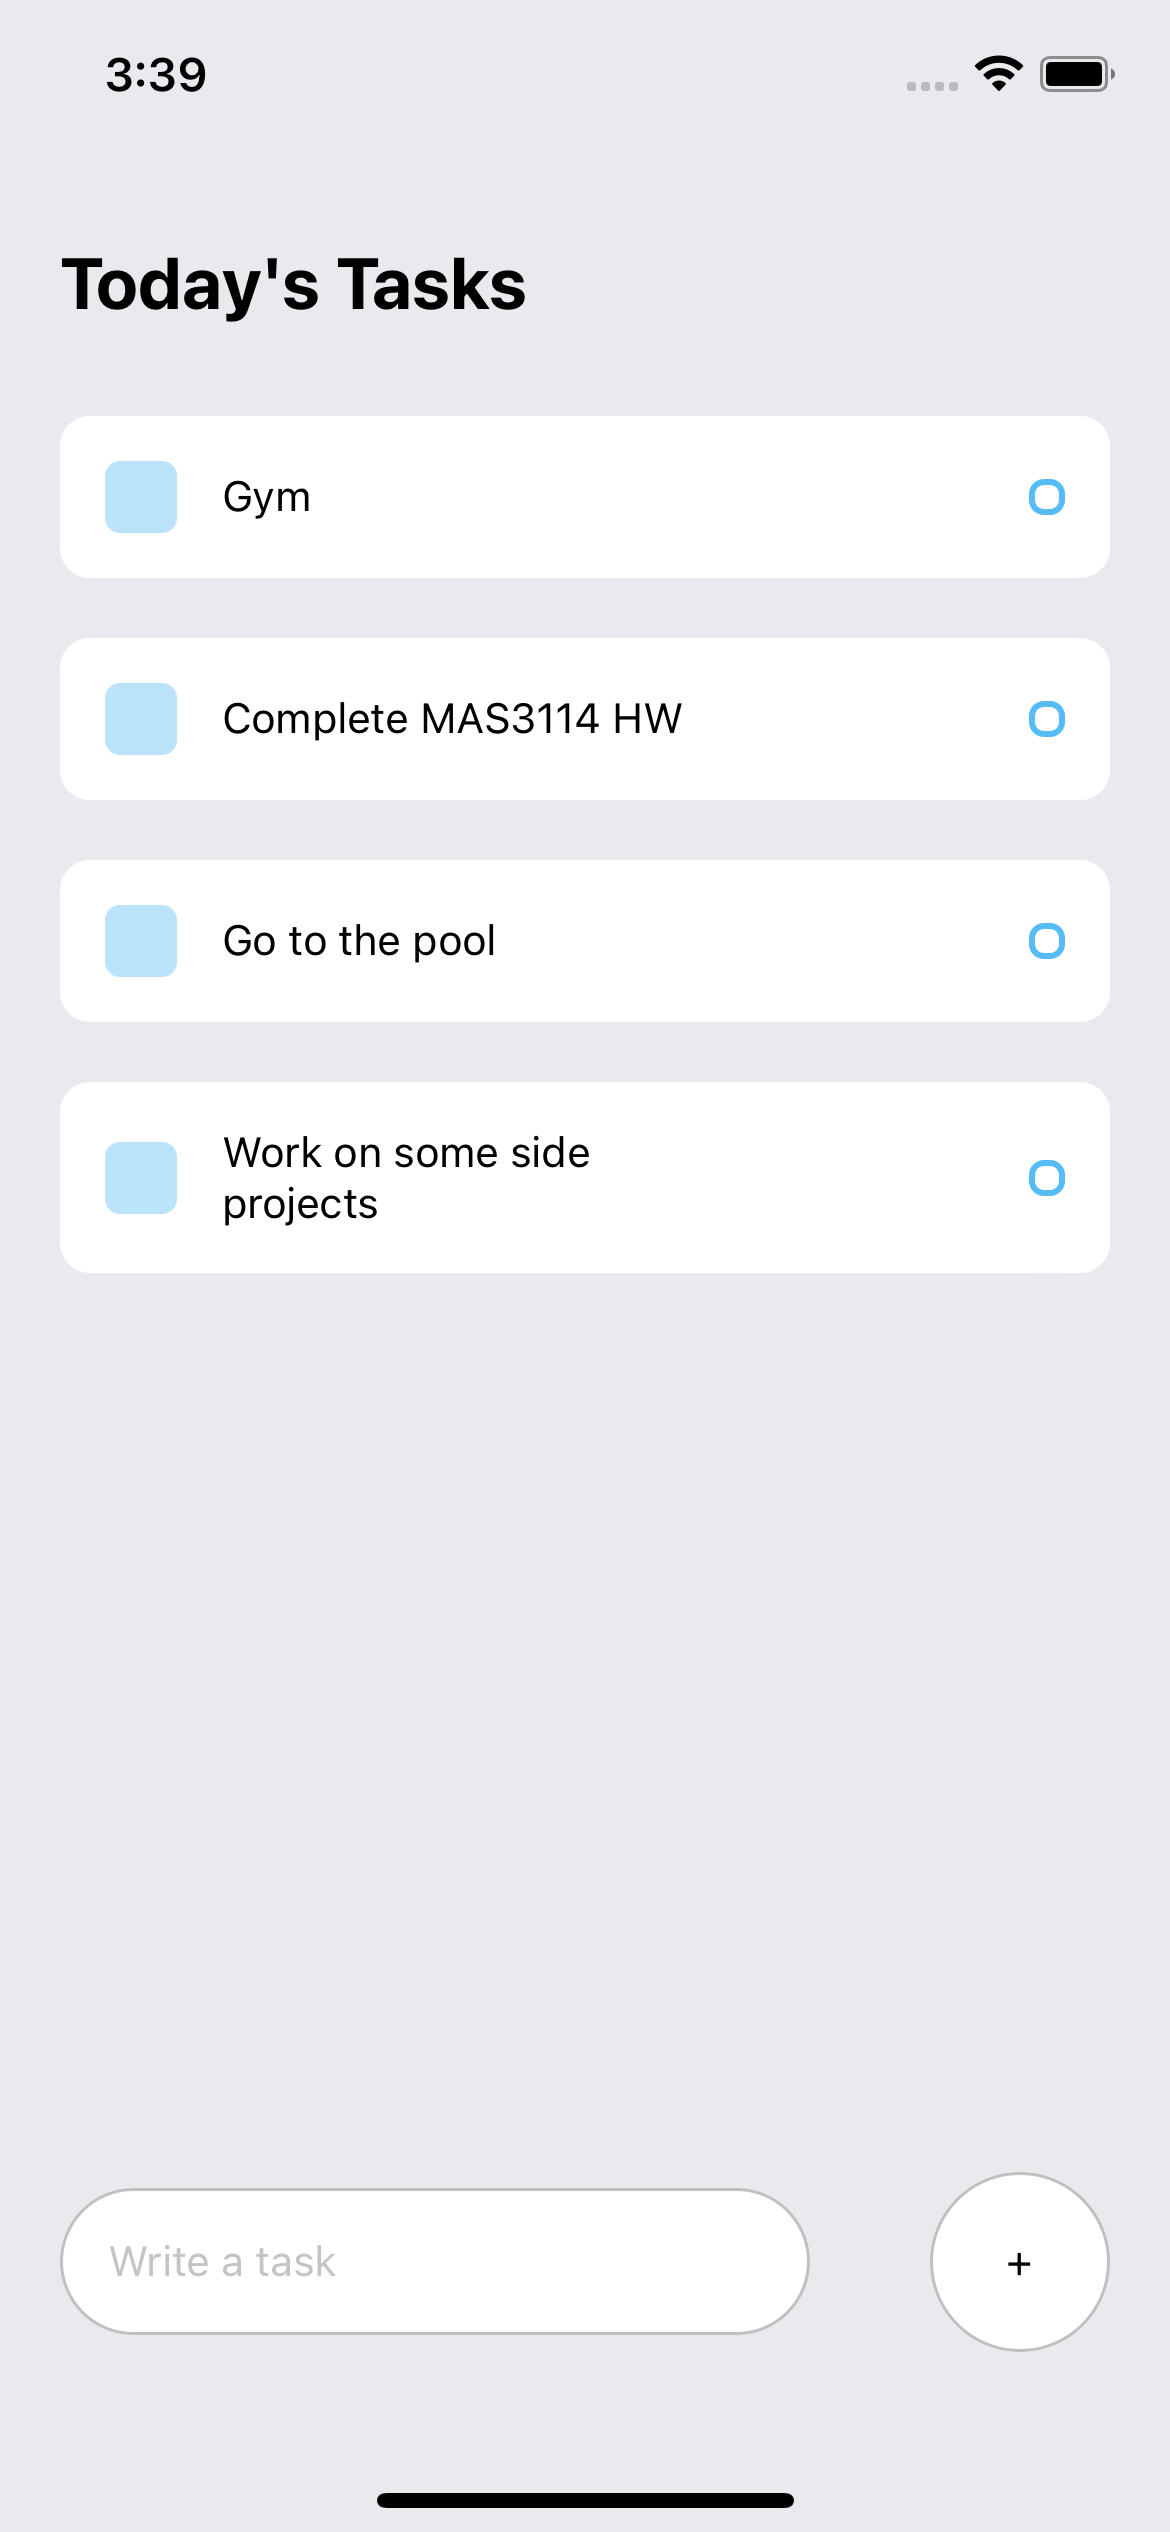 3:39
Today's Tasks
Gym
Complete MAS3114 HW
Go to the pool
Work on some side
projects
Write a task
+